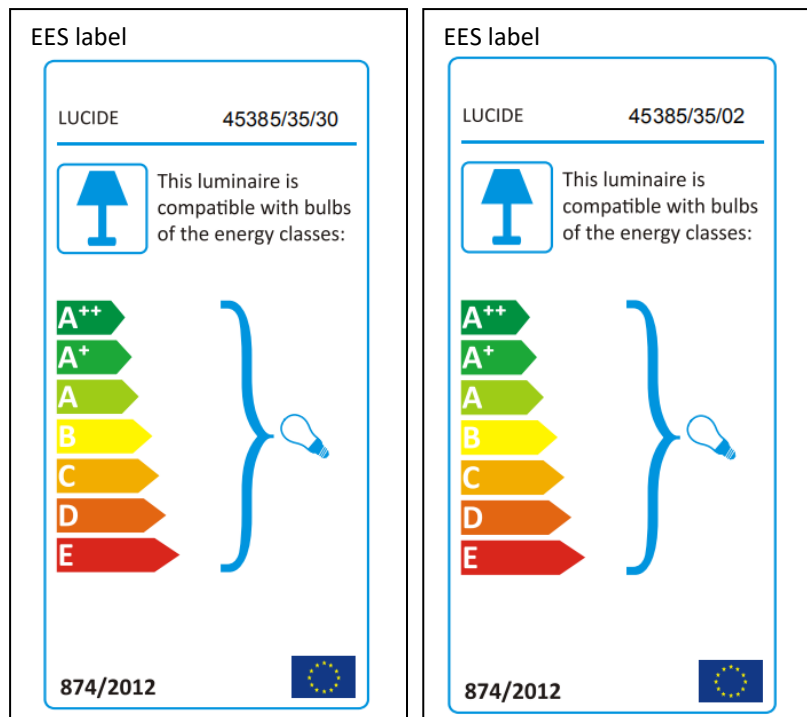 EES label
LUCIDE 45385/35/30
This luminaire is
compatible with bulbs
of the energy classes:
A++
A+
A
B
C
D
E
874/2012
EES label
LUCIDE 45385/35/02
This luminaire is
compatible with bulbs
of the energy classes:
A++
A+
A
B
C
D
E
874/2012